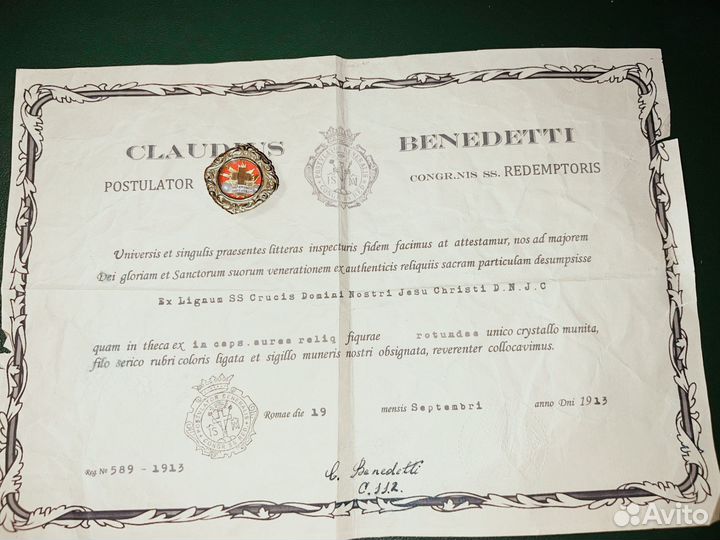 CLAUDIUS BENEDETTI
POSTULATOR CONGR.NIS SS. REDEMPTORIS
Universis et singulis praesentes litteras inspecturis fidem facimus at attestamur, nos ad majorem
Dei gloriam et Sanctorum suorum venerationem ex authenticis reliquiis sacram particulam desumpsisse
Ex Lignum SS Crucis Domini Nostri Jesu Christi D.N.J.C
quam in theca ex in caps.aurea reliq figurae rotundae unico crystallo munita,
filo serico rubri coloris ligata et sigillo muneris nostri obsignata, reverenter collocavimus.
Romae die 19 mensis Septembri anno Dni 1913
Reg. Nº 589 - 1913
C. Benedetti
C.SS.R.
Avito